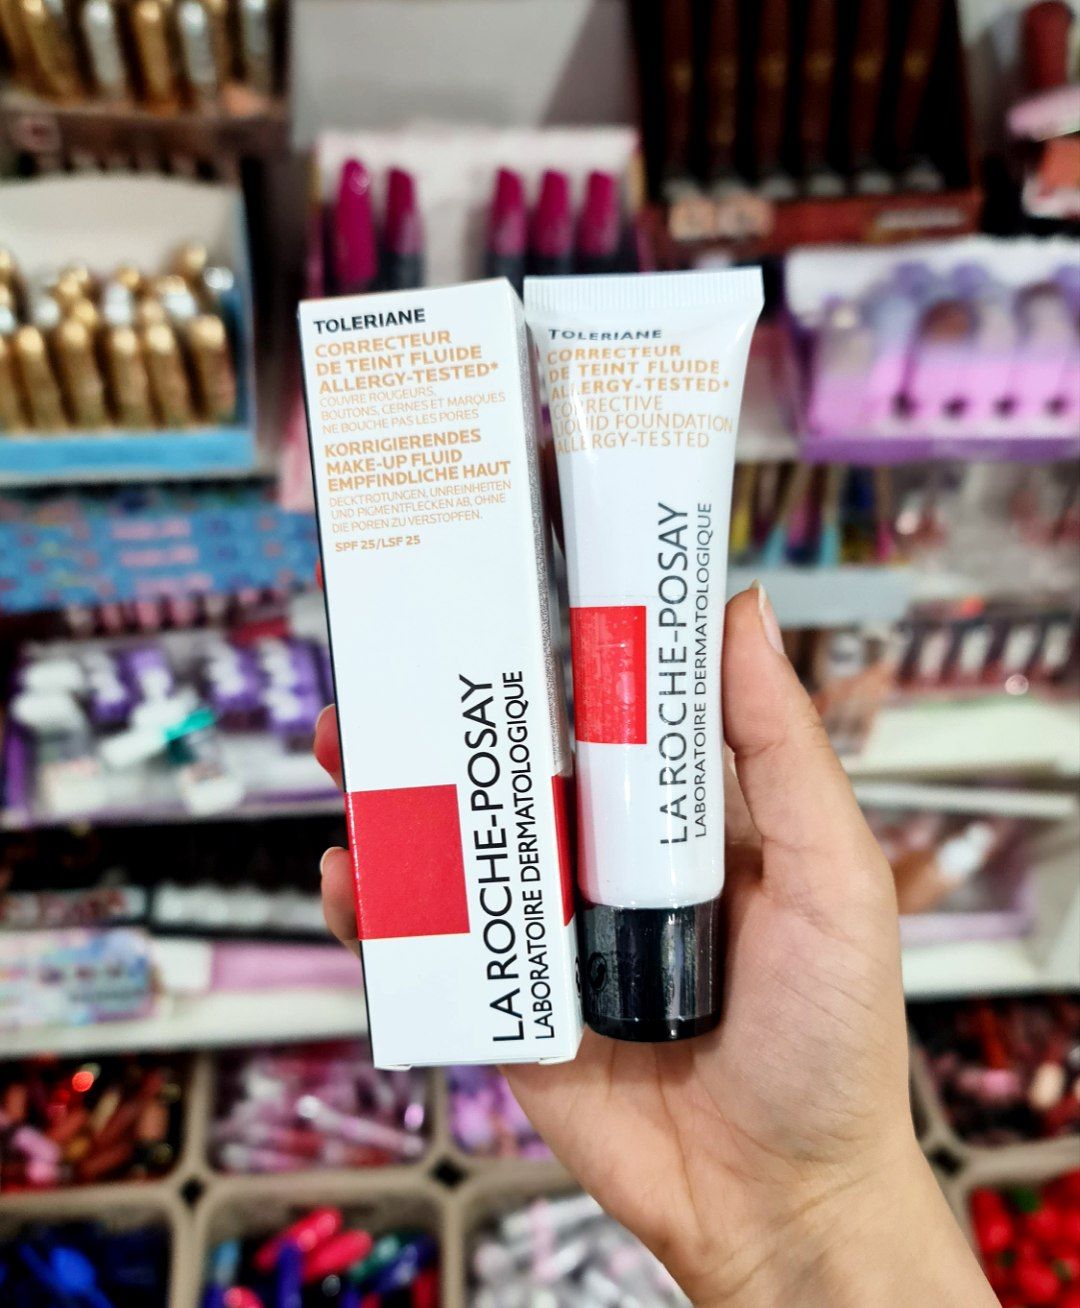 TOLERIANE
CORRECTEUR
DE TEINT FLUIDE
ALLERGY-TESTED*
COUVRE ROUGEURS,
BOUTONS, CERNES ET MARQUES
NE BOUCHE PAS LES PORES
KORRIGIERENDES
MAKE-UP FLUID
EMPFINDLICHE HAUT
DECKT RÖTUNGEN, UNREINHEITEN
UND PIGMENTFLECKEN AB, OHNE
DIE POREN ZU VERSTOPFEN.
SPF 25/LSF 25
LA ROCHE-POSAY
LABORATOIRE DERMATOLOGIQUE
TOLERIANE
CORRECTEUR
DE TEINT FLUIDE
ALLERGY-TESTED*
CORRECTIVE
LIQUID FOUNDATION
ALLERGY-TESTED
LA ROCHE-POSAY
LABORATOIRE DERMATOLOGIQUE